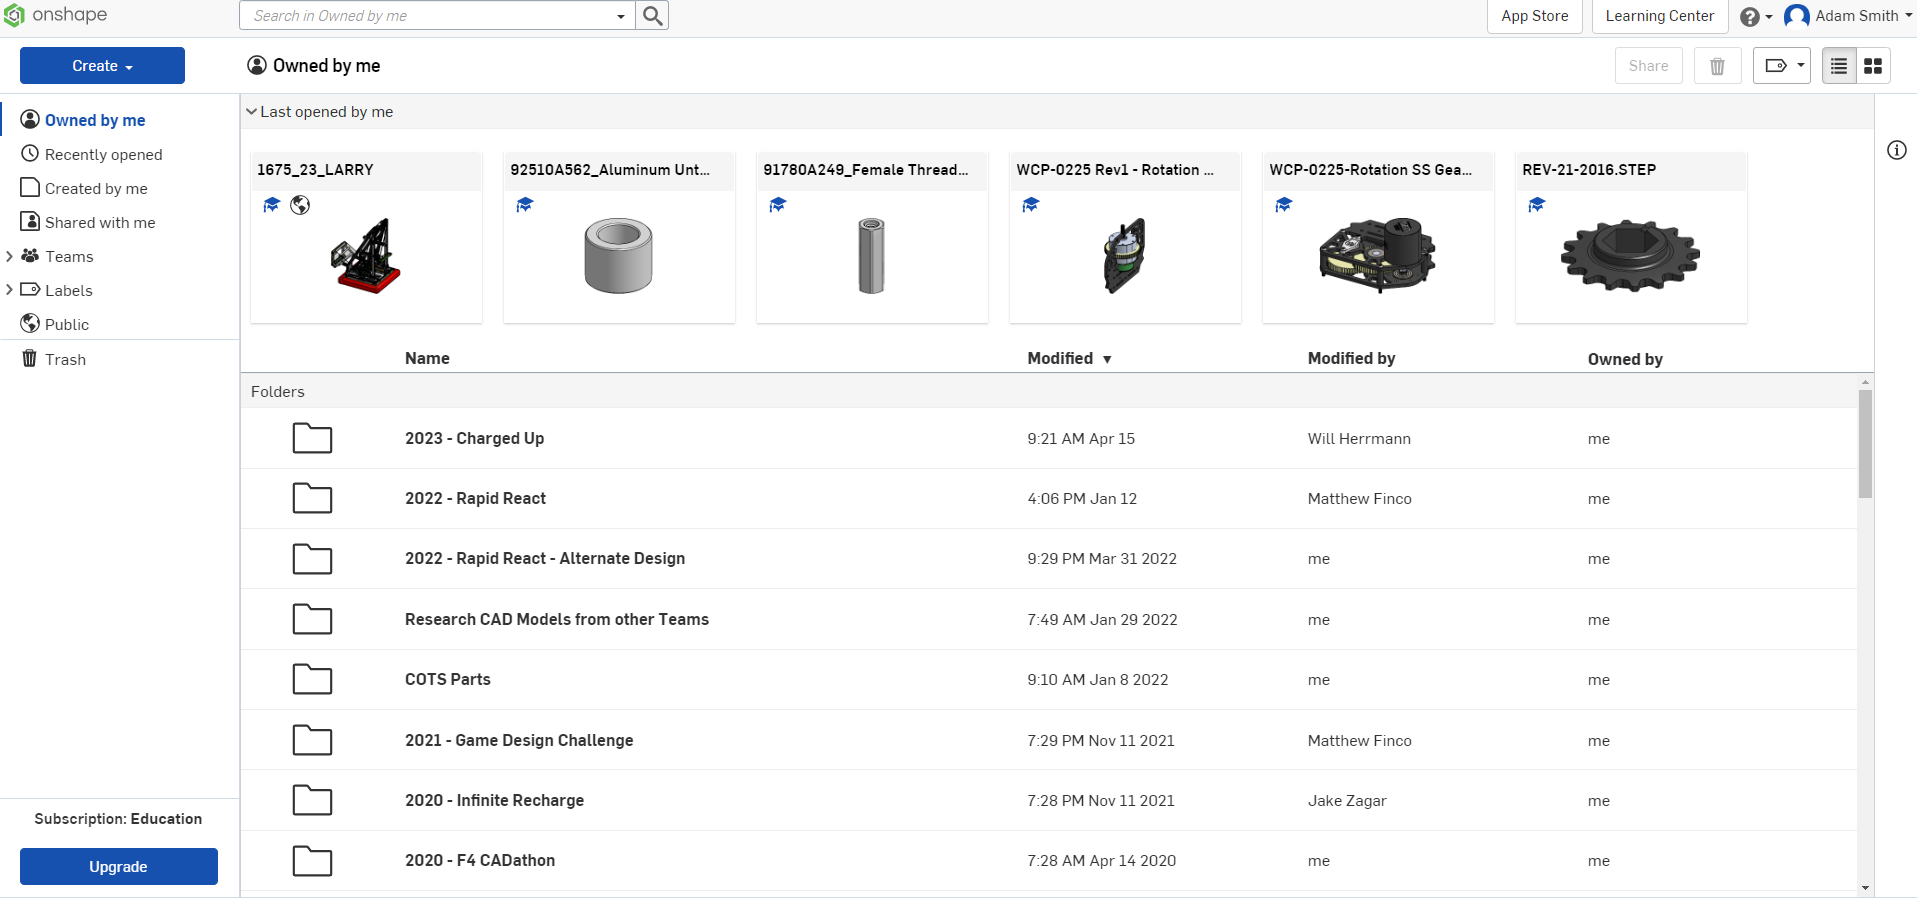 onshape
Search in Owned by me
App Store
Learning Center
Adam Smith
Create
Owned by me
Share
Owned by me
Recently opened
Created by me
Shared with me
Teams
Labels
Public
Trash
Last opened by me
1675_23_LARRY
92510A562_Aluminum Unt...
91780A249_Female Thread...
WCP-0225 Rev1 - Rotation ...
WCP-0225-Rotation SS Gea...
REV-21-2016.STEP
Name Modified Modified by Owned by
Folders
2023 - Charged Up 9:21 AM Apr 15 Will Herrmann me
2022 - Rapid React 4:06 PM Jan 12 Matthew Finco me
2022 - Rapid React - Alternate Design 9:29 PM Mar 31 2022 me me
Research CAD Models from other Teams 7:49 AM Jan 29 2022 me me
COTS Parts 9:10 AM Jan 8 2022 me me
2021 - Game Design Challenge 7:29 PM Nov 11 2021 Matthew Finco me
2020 - Infinite Recharge 7:28 PM Nov 11 2021 Jake Zagar me
2020 - F4 CADathon 7:28 AM Apr 14 2020 me me
Subscription: Education
Upgrade